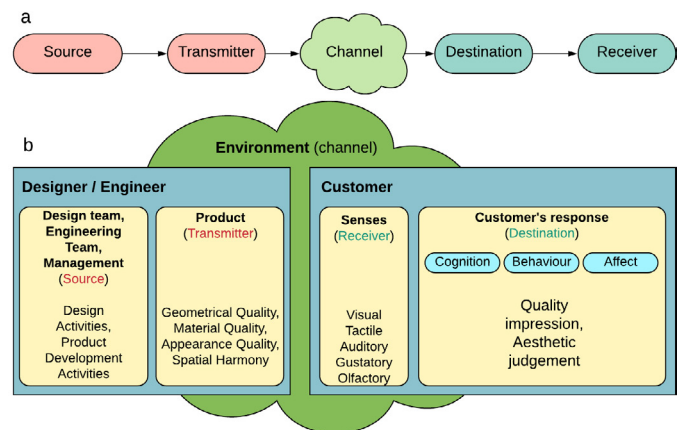 a
Source
Transmitter
Channel
Destination
Receiver
b
Environment (channel)
Designer / Engineer
Design team,
Engineering
Team,
Management
(Source)
Design
Activities,
Product
Development
Activities
Product
(Transmitter)
Geometrical Quality,
Material Quality,
Appearance Quality,
Spatial Harmony
Customer
Senses
(Receiver)
Visual
Tactile
Auditory
Gustatory
Olfactory
Customer's response
(Destination)
Cognition
Behaviour
Affect
Quality
impression,
Aesthetic
judgement